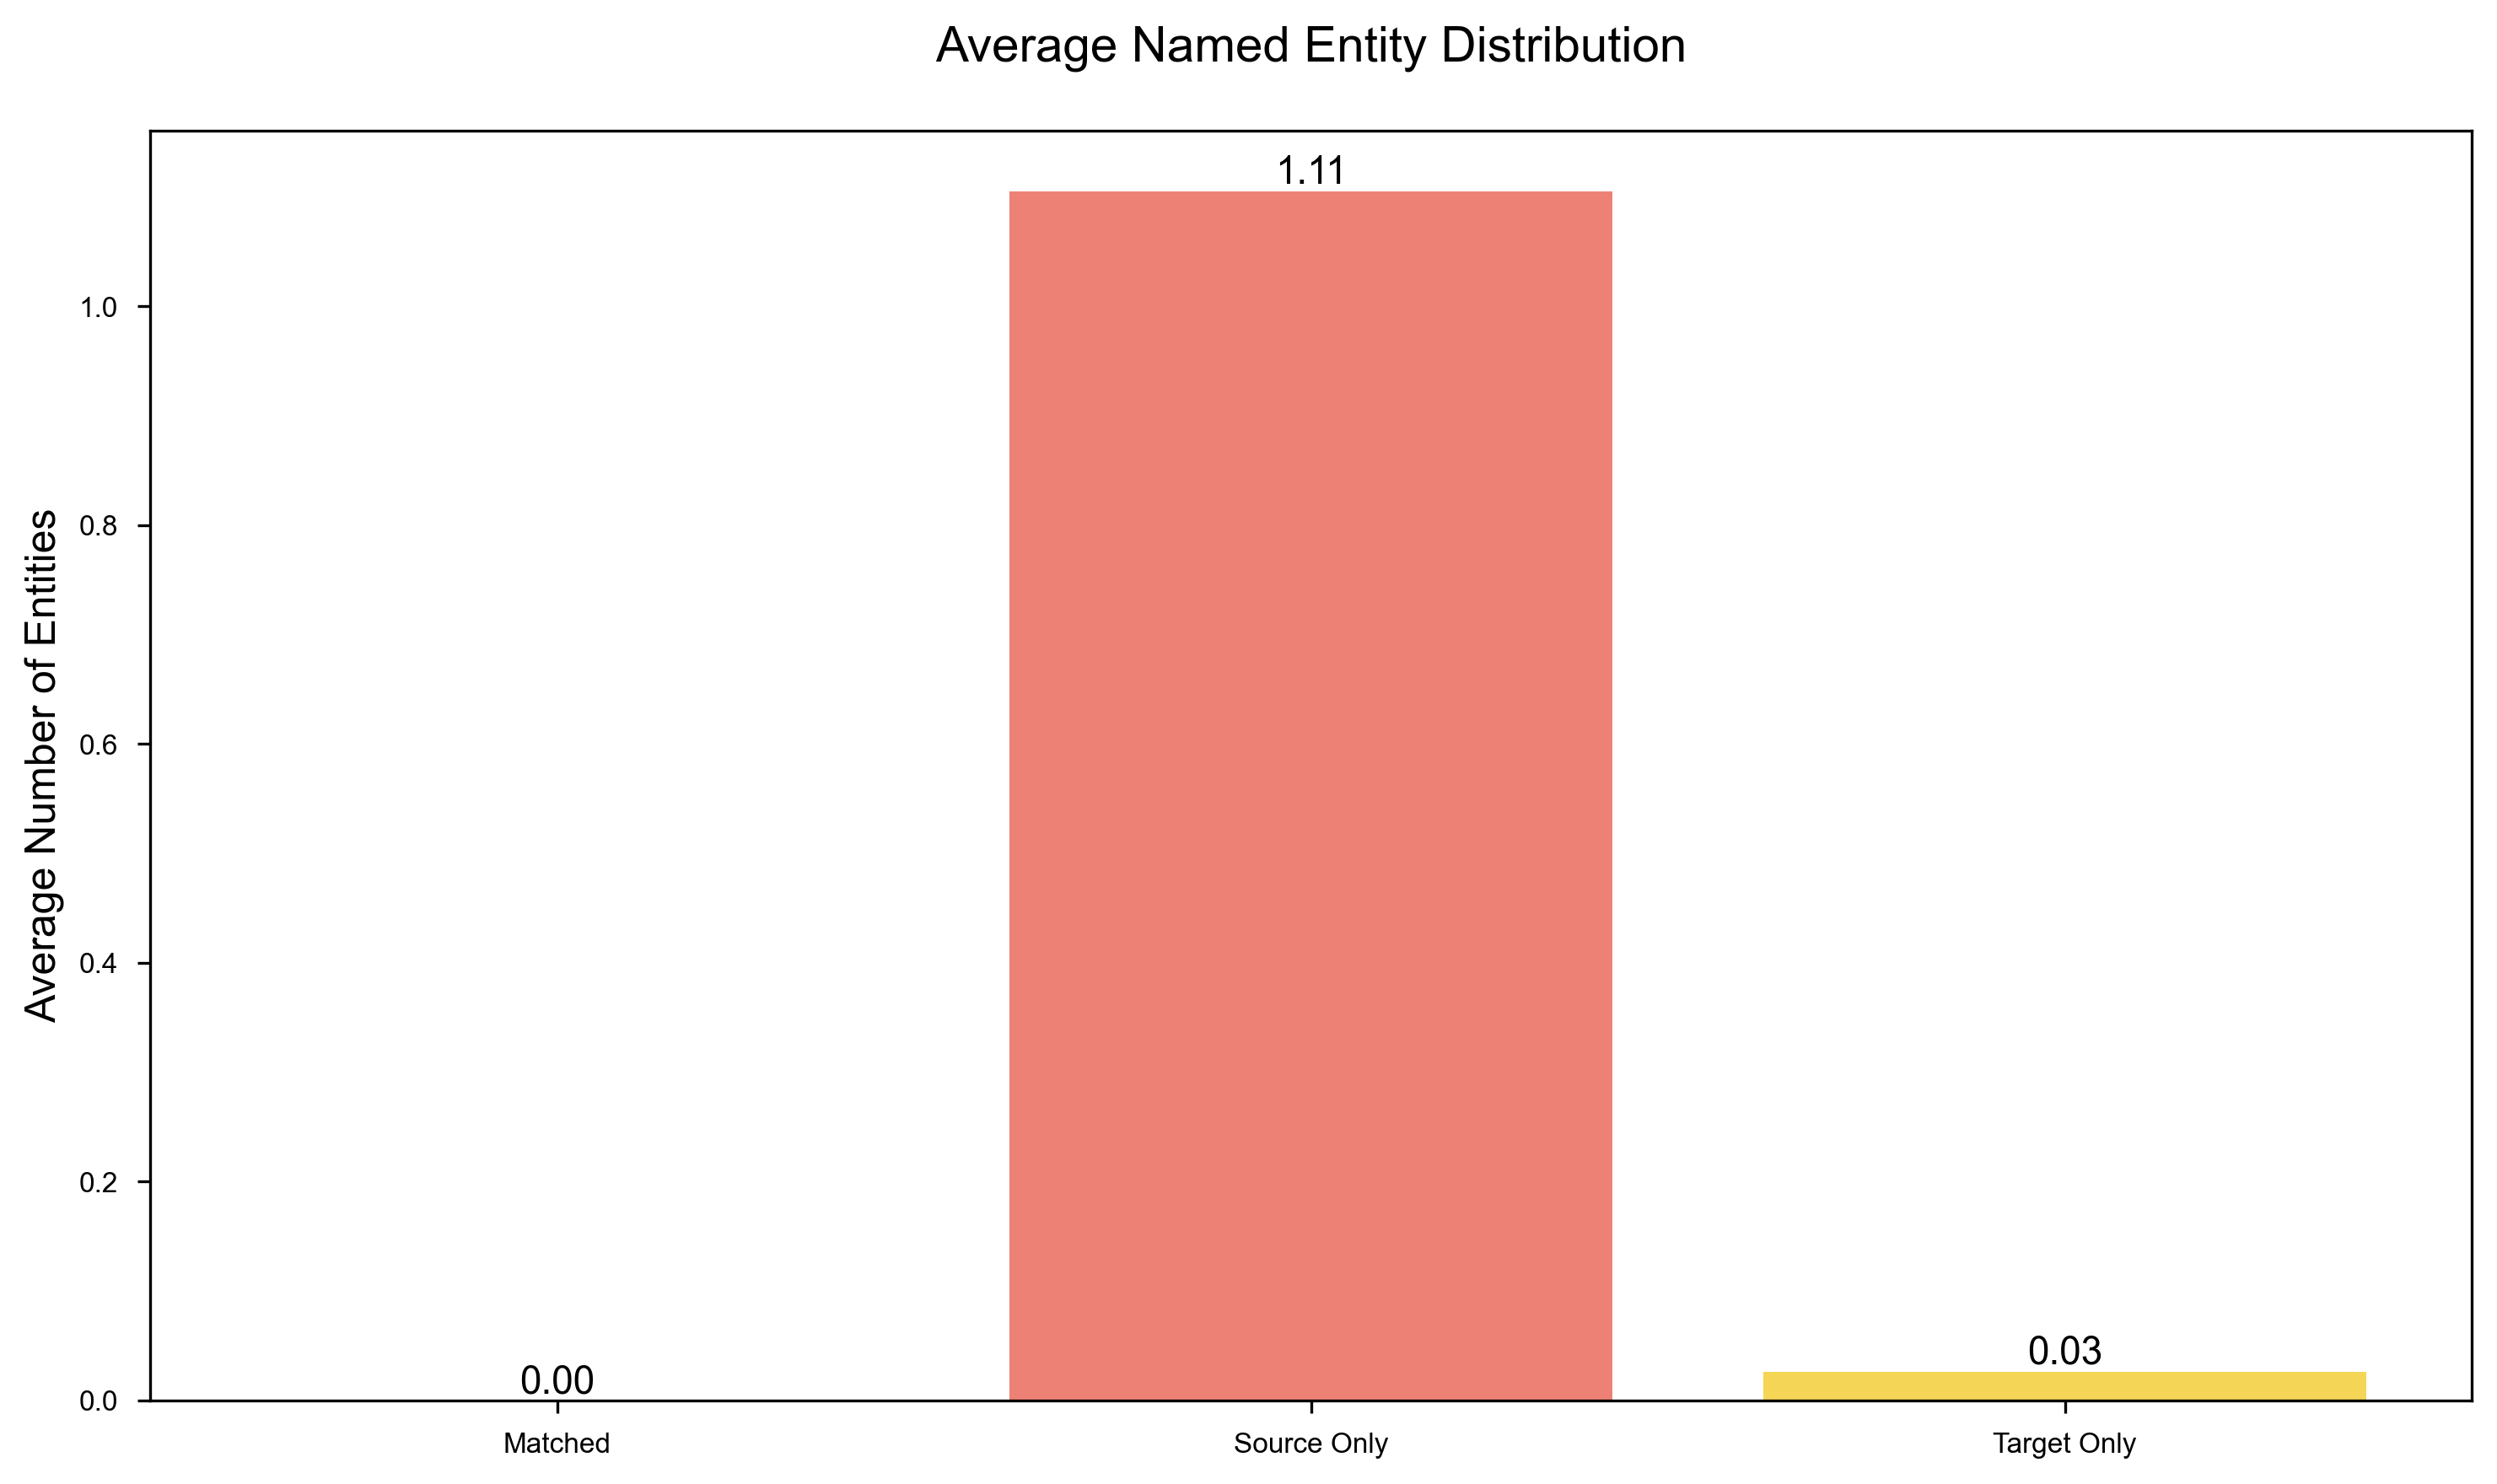 Average Named Entity Distribution
Average Number of Entities
1.0
0.8
0.6
0.4
0.2
0.0
0.00
1.11
0.03
Matched
Source Only
Target Only